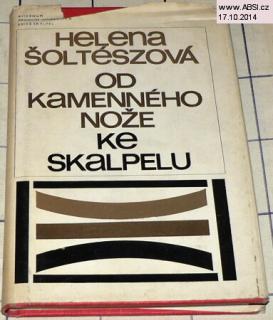 www.ABSI.cz
17.10.2014
HELENA
ŠOLTÉSZOVÁ
OD
KAMENNÉHO
NOŽE
KE
SKALPELU